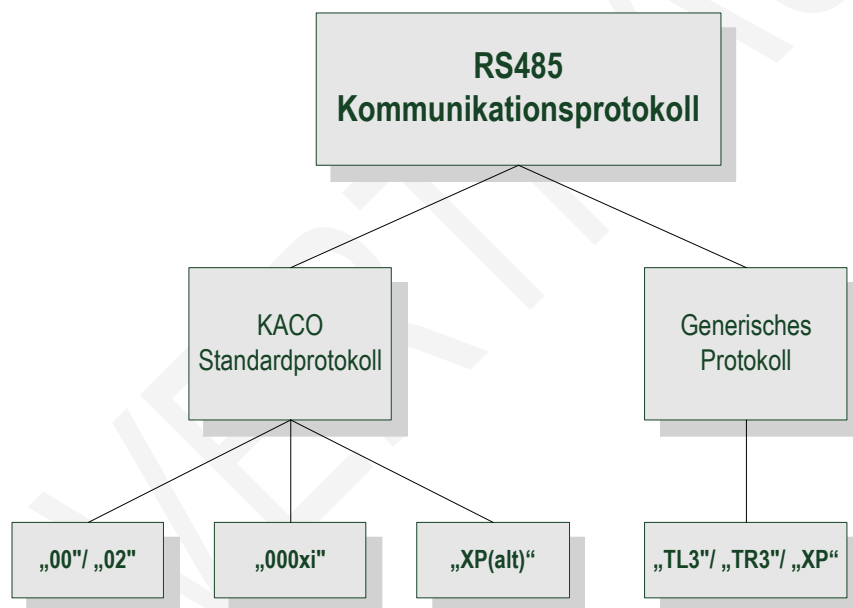 RS485
Kommunikationsprotokoll
KACO
Standardprotokoll
Generisches
Protokoll
„00"/ „02"
„000xi"
„XP(alt)“
„TL3"/ „TR3"/ „XP“